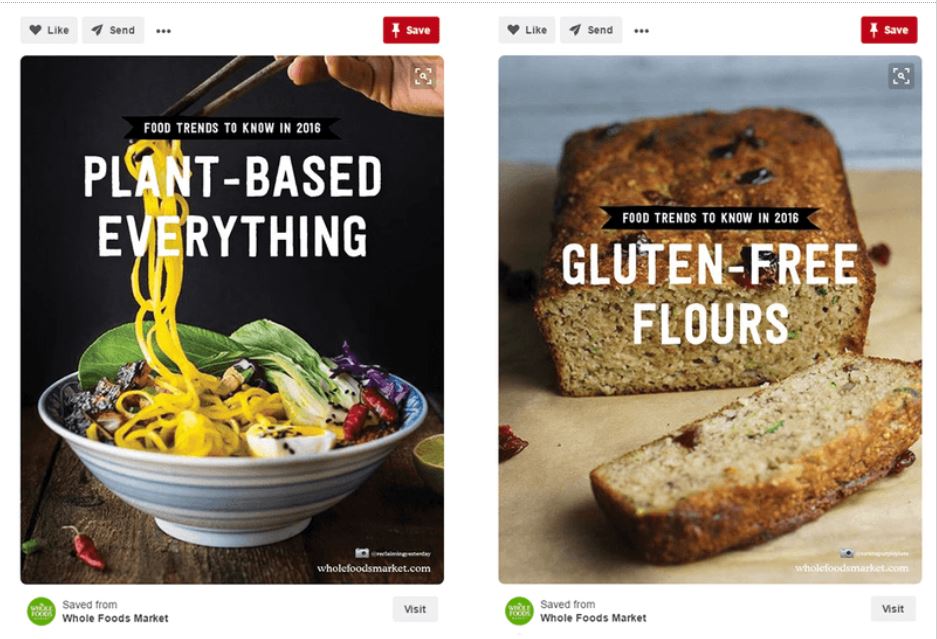 Like
Send
Save
FOOD TRENDS TO KNOW IN 2016
PLANT-BASED
EVERYTHING
@reclaimingyesterday
wholefoodsmarket.com
WHOLE
FOODS
MARKET
Saved from
Whole Foods Market
Visit
Like
Send
Save
FOOD TRENDS TO KNOW IN 2016
GLUTEN-FREE
FLOURS
wholefoodsmarket.com
WHOLE
FOODS
MARKET
Saved from
Whole Foods Market
Visit